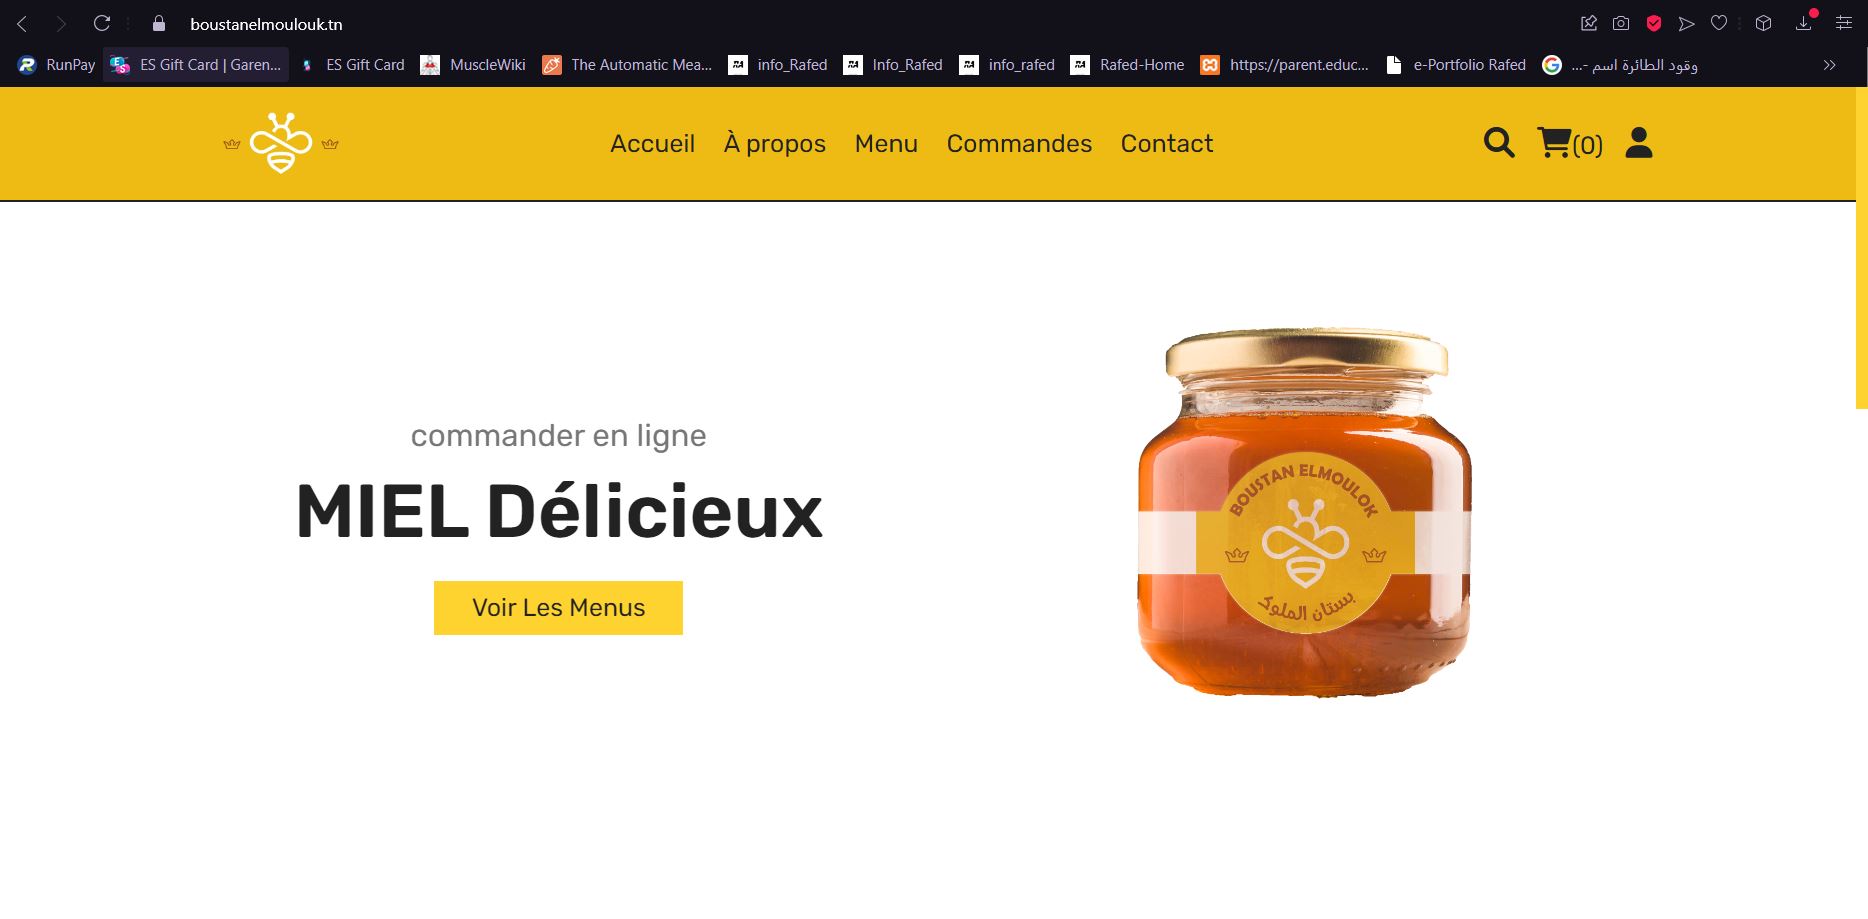 boustanelmoulouk.tn
RunPay
ES Gift Card | Garen...
ES Gift Card
MuscleWiki
The Automatic Mea...
info_Rafed
Info_Rafed
info_rafed
Rafed-Home
https://parent.educ...
e-Portfolio Rafed
وقود الطائرة اسم -...
Accueil
À propos
Menu
Commandes
Contact
(0)
commander en ligne
MIEL Délicieux
Voir Les Menus
BOUSTAN ELMOULOK
بستان الملوك